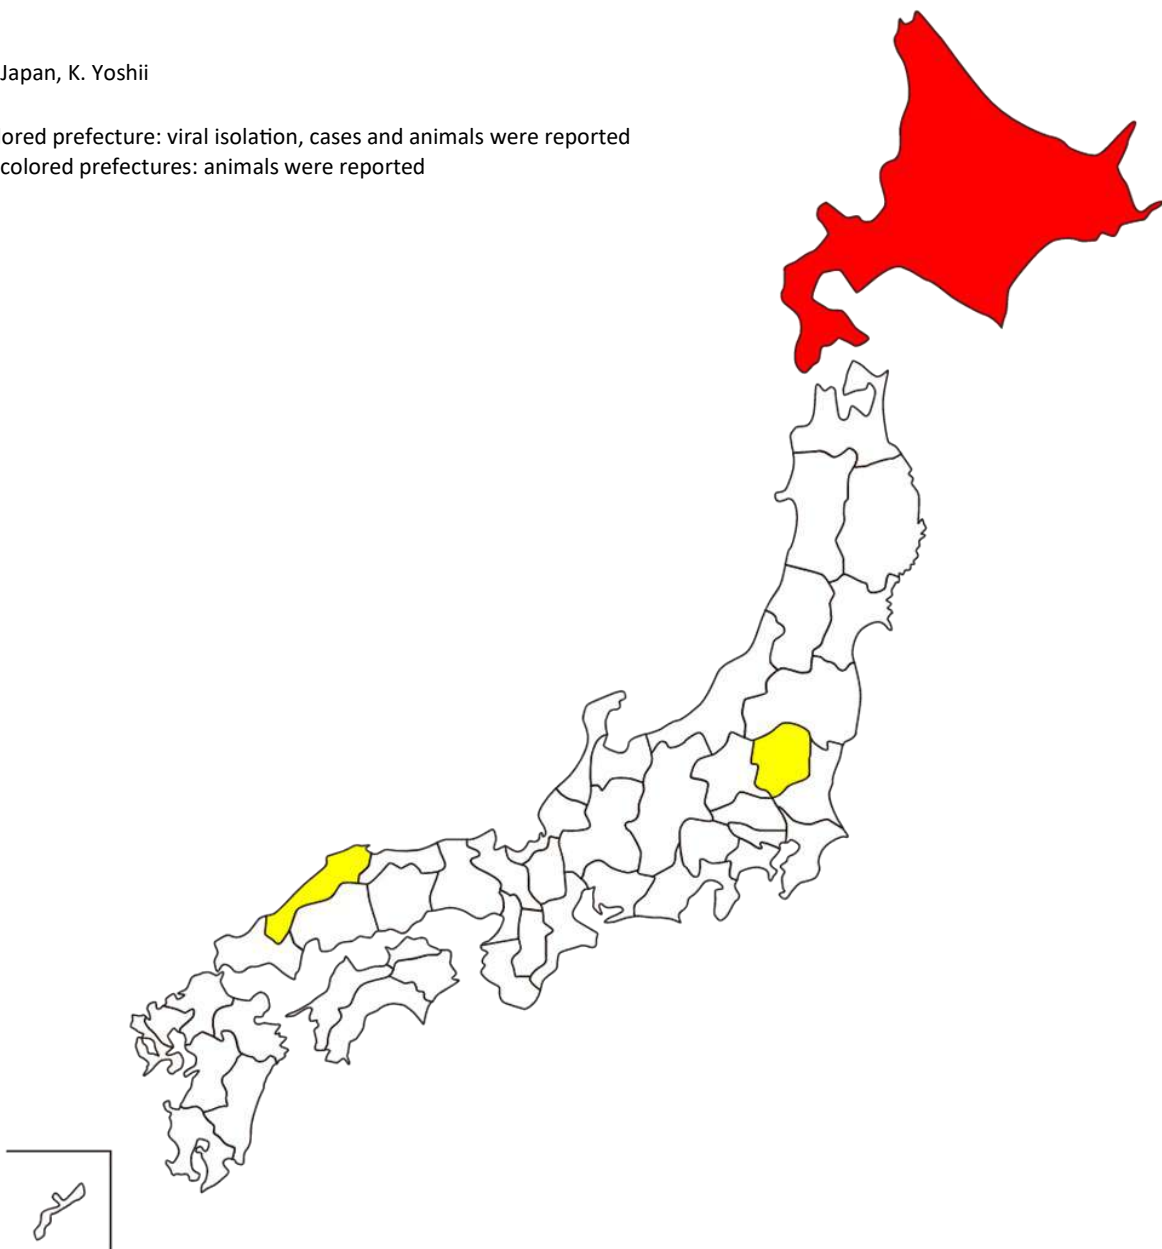 Japan, K. Yoshii
ored prefecture: viral isolation, cases and animals were reported
colored prefectures: animals were reported